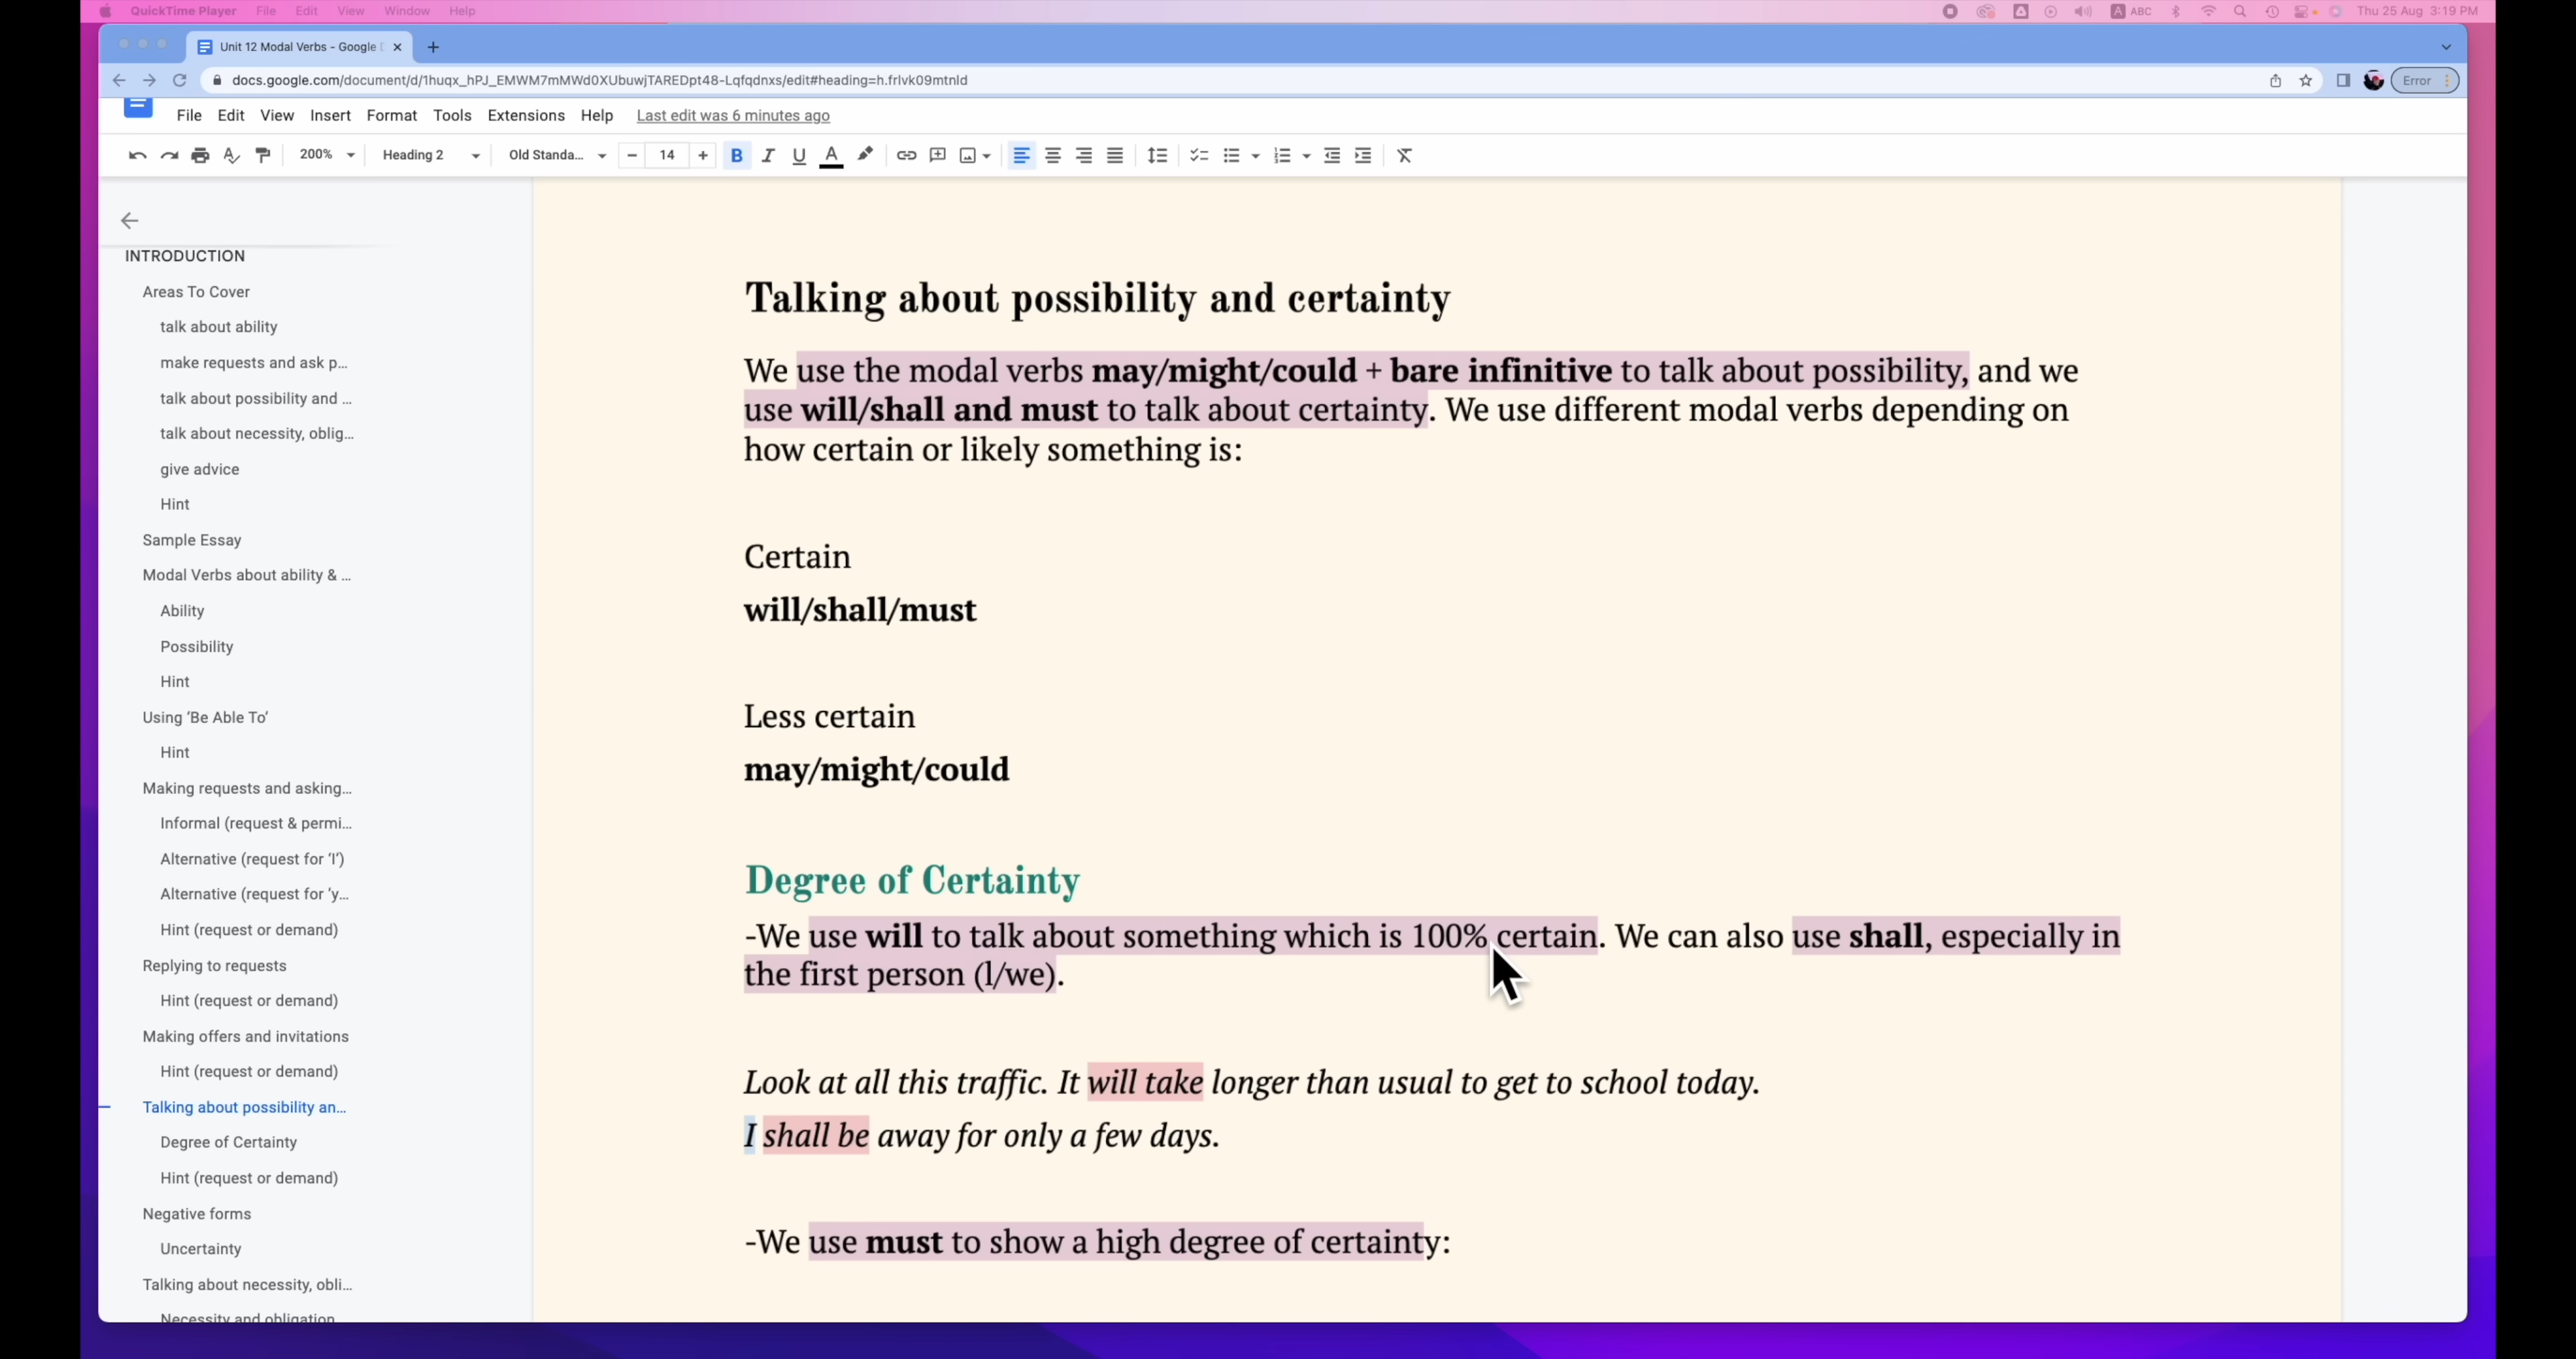 QuickTime Player File Edit View Window Help
ABC Thu 25 Aug 3:19 PM
Unit 12 Modal Verbs - Google D
docs.google.com/document/d/1huqx_hPJ_EMWM7mMWd0XUbuwjTAREDpt48-Lqfqdnxs/edit#heading=h.frlvk09mtnld
Error
File Edit View Insert Format Tools Extensions Help Last edit was 6 minutes ago
200% Heading 2 Old Standa... 14
INTRODUCTION
Areas To Cover
talk about ability
make requests and ask p...
talk about possibility and ...
talk about necessity, oblig...
give advice
Hint
Sample Essay
Modal Verbs about ability & ...
Ability
Possibility
Hint
Using ‘Be Able To’
Hint
Making requests and asking...
Informal (request & permi...
Alternative (request for ‘I’)
Alternative (request for ‘y...
Hint (request or demand)
Replying to requests
Hint (request or demand)
Making offers and invitations
Hint (request or demand)
Talking about possibility an...
Degree of Certainty
Hint (request or demand)
Negative forms
Uncertainty
Talking about necessity, obli...
Necessity and obligation
Talking about possibility and certainty
We use the modal verbs may/might/could + bare infinitive to talk about possibility, and we
use will/shall and must to talk about certainty. We use different modal verbs depending on
how certain or likely something is:
Certain
will/shall/must
Less certain
may/might/could
Degree of Certainty
-We use will to talk about something which is 100% certain. We can also use shall, especially in
the first person (l/we).
Look at all this traffic. It will take longer than usual to get to school today.
I shall be away for only a few days.
-We use must to show a high degree of certainty: